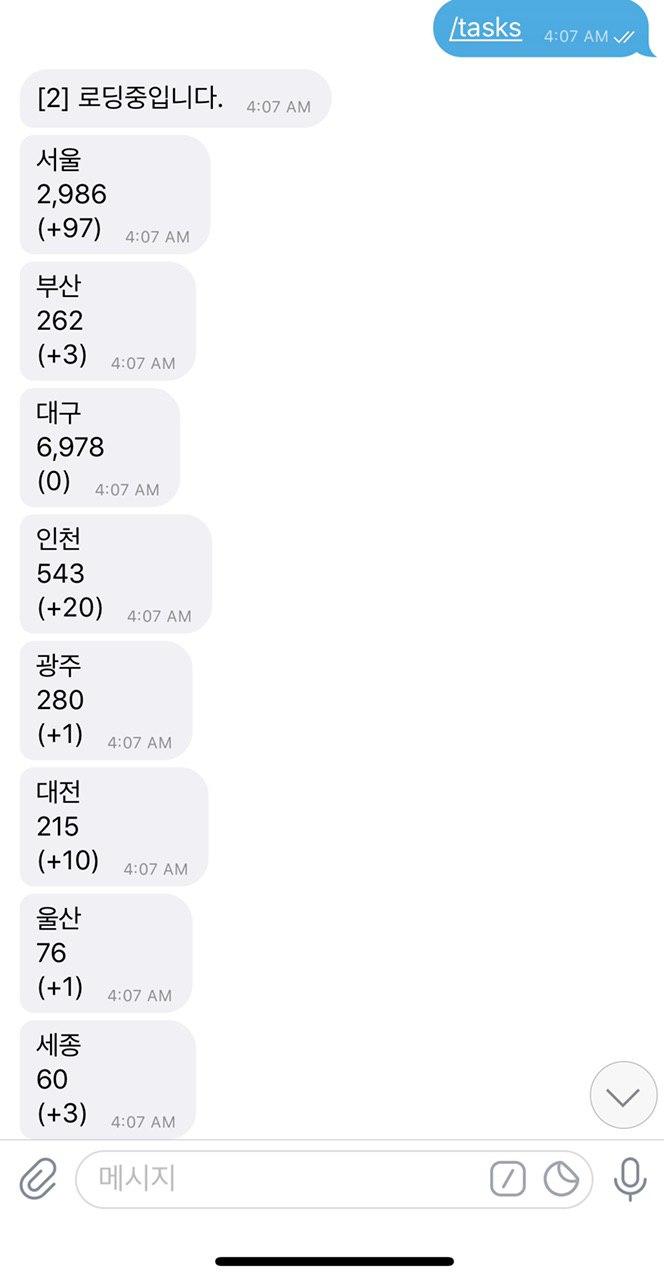 /tasks 4:07 AM
[2] 로딩중입니다. 4:07 AM
서울
2,986
(+97) 4:07 AM
부산
262
(+3) 4:07 AM
대구
6,978
(0) 4:07 AM
인천
543
(+20) 4:07 AM
광주
280
(+1) 4:07 AM
대전
215
(+10) 4:07 AM
울산
76
(+1) 4:07 AM
세종
60
(+3) 4:07 AM
메시지